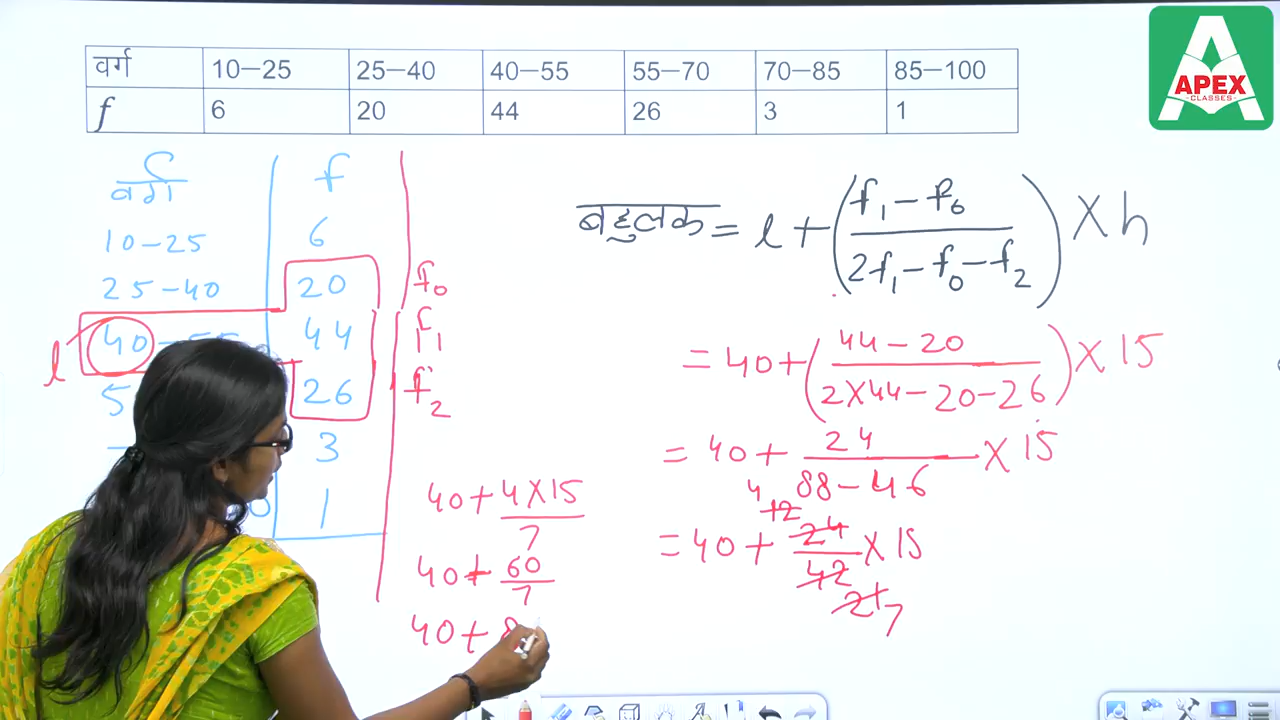 APEX
CLASSES
वर्ग 10–25 25–40 40–55 55–70 70–85 85–100
f 6 20 44 26 3 1
वर्ग f
10-25 6
25-40 20 f0
l 40- 44 f1
5 26 f2
3
1
बहुलक = l + (f1 - f0 / 2f1 - f0 - f2) × h
= 40 + (44 - 20 / 2×44 - 20 - 26) × 15
= 40 + 24 / 88 - 46 × 15
= 40 + 24 / 42 × 15
4 12
21 7
40 + 4×15 / 7
40 + 60 / 7
40 + 8